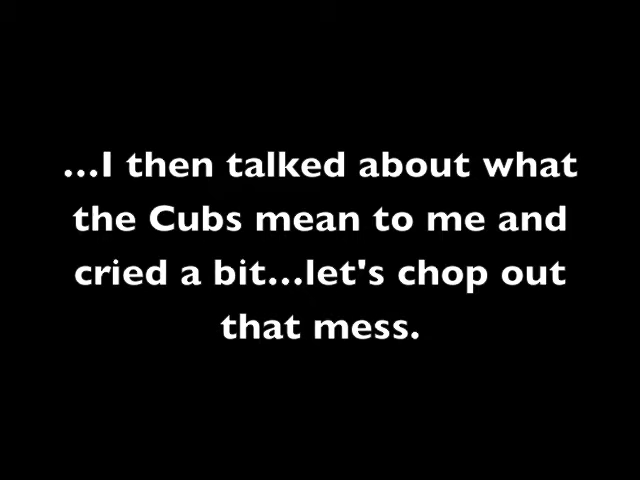 ...I then talked about what
the Cubs mean to me and
cried a bit...let's chop out
that mess.